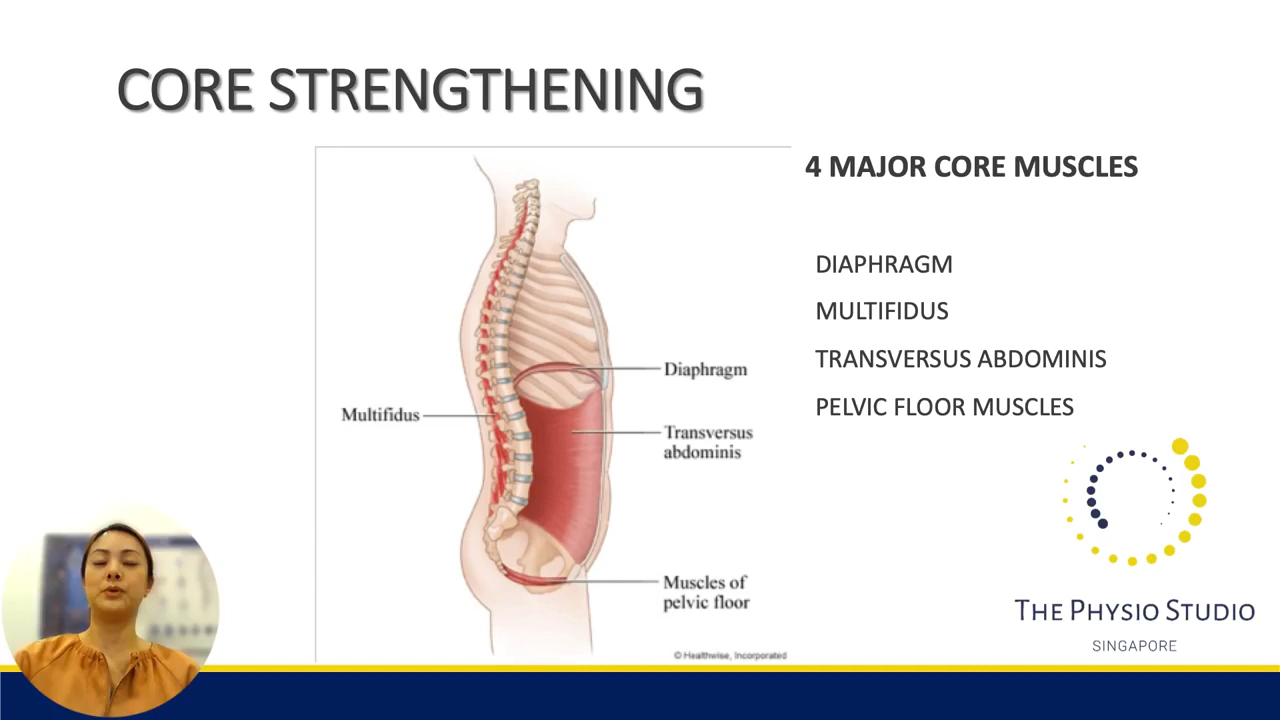 CORE STRENGTHENING
4 MAJOR CORE MUSCLES
DIAPHRAGM
MULTIFIDUS
TRANSVERSUS ABDOMINIS
PELVIC FLOOR MUSCLES
Diaphragm
Multifidus
Transversus
abdominis
Muscles of
pelvic floor
© Healthwise, Incorporated
THE PHYSIO STUDIO
SINGAPORE